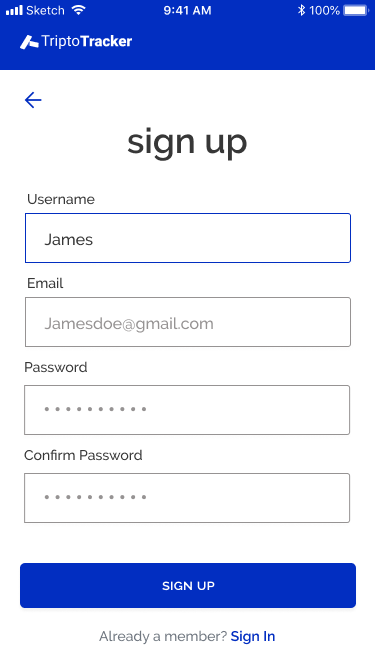 Sketch 9:41 AM 100%
TriptoTracker
sign up
Username
James
Email
Jamesdoe@gmail.com
Password
Confirm Password
SIGN UP
Already a member? Sign In